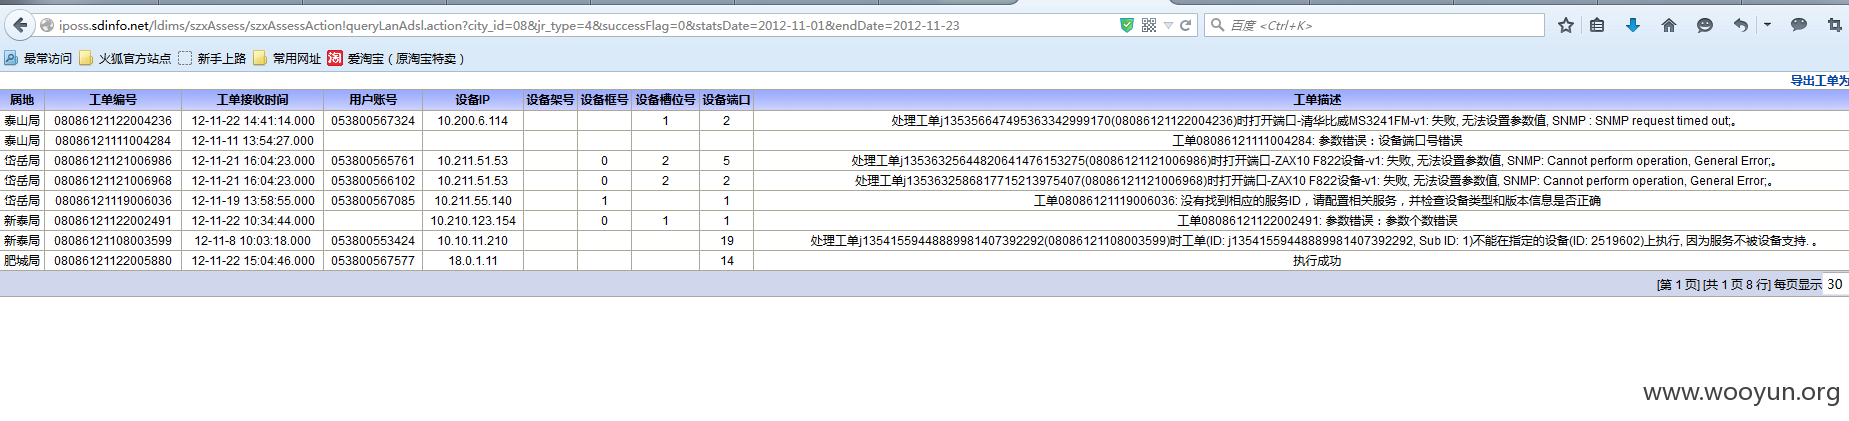 iposs.sdinfo.net/ldims/szxAssess/szxAssessAction!queryLanAdsl.action?city_id=08&jr_type=4&successFlag=0&statsDate=2012-11-01&endDate=2012-11-23 百度 <Ctrl+K>
最常访问 火狐官方站点 新手上路 常用网址 淘 爱淘宝（原淘宝特卖）
导出工单为
属地 工单编号 工单接收时间 用户账号 设备IP 设备架号 设备框号 设备槽位号 设备端口 工单描述
泰山局 08086121122004236 12-11-22 14:41:14.000 053800567324 10.200.6.114 1 2 处理工单j1353566474953633429991​70(08086121122004236)时打开端口-清华比威MS3241FM-v1: 失败, 无法设置参数值, SNMP : SNMP request timed out;。
泰山局 08086121111004284 12-11-11 13:54:27.000 工单08086121111004284: 参数错误：设备端口号错误
岱岳局 08086121121006986 12-11-21 16:04:23.000 053800565761 10.211.51.53 0 2 5 处理工单j135363256448206414761532​75(08086121121006986)时打开端口-ZAX10 F822设备-v1: 失败, 无法设置参数值, SNMP: Cannot perform operation, General Error;。
岱岳局 08086121121006968 12-11-21 16:04:23.000 053800566102 10.211.51.53 0 2 2 处理工单j1353632586817715213975407(08086121121006968)时打开端口-ZAX10 F822设备-v1: 失败, 无法设置参数值, SNMP: Cannot perform operation, General Error;。
岱岳局 08086121119006036 12-11-19 13:58:55.000 053800567085 10.211.55.140 1 1 工单08086121119006036: 没有找到相应的服务ID，请配置相关服务，并检查设备类型和版本信息是否正确
新泰局 08086121122002491 12-11-22 10:34:44.000 10.210.123.154 0 1 1 工单08086121122002491: 参数错误：参数个数错误
新泰局 08086121108003599 12-11-8 10:03:18.000 053800553424 10.10.11.210 19 处理工单j13541559448889981407392292(08086121108003599)时工单(ID: j13541559448889981407392292, Sub ID: 1)不能在指定的设备(ID: 2519602)上执行, 因为服务不被设备支持. 。
肥城局 08086121122005880 12-11-22 15:04:46.000 053800567577 18.0.1.11 14 执行成功
[第 1 页] [共 1 页 8 行] 每页显示 30
www.wooyun.org